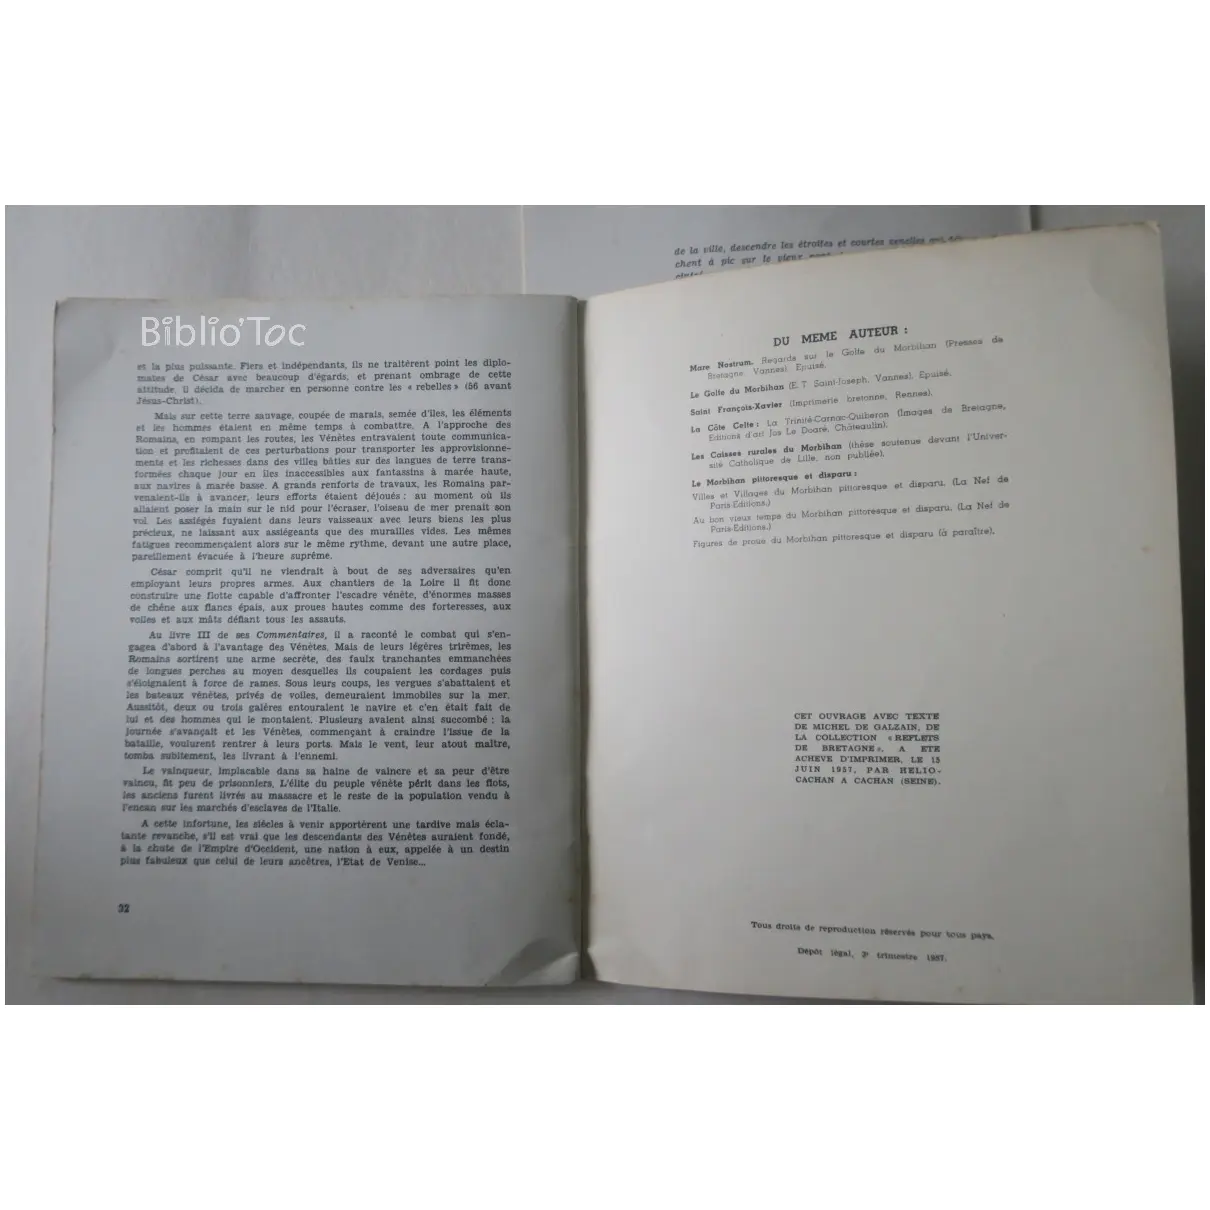 Biblio'Toc
et la plus puissante. Fiers et indépendants, ils ne traitèrent point les diplo-
mates de César avec beaucoup d'égards, et prenant ombrage de cette
attitude, il décida de marcher en personne contre les « rebelles » (56 avant
Jésus-Christ).
Mais sur cette terre sauvage, coupée de marais, semée d'îles, les éléments
et les hommes étaient en même temps à combattre. A l'approche des
Romains, en rompant les routes, les Vénètes entravaient toute communica-
tion et profitaient de ces perturbations pour transporter les approvisionne-
ments et les richesses dans des villes bâties sur des langues de terre trans-
formées chaque jour en îles inaccessibles aux fantassins à marée haute,
aux navires à marée basse. A grands renforts de travaux, les Romains par-
venaient-ils à avancer, leurs efforts étaient déjoués : au moment où ils
allaient poser la main sur le nid pour l'écraser, l'oiseau de mer prenait son
vol. Les assiégés fuyaient dans leurs vaisseaux avec leurs biens les plus
précieux, ne laissant aux assiégeants que des murailles vides. Les mêmes
fatigues recommençaient alors sur le même rythme, devant une autre place,
pareillement évacuée à l'heure suprême.
César comprit qu'il ne viendrait à bout de ses adversaires qu'en
employant leurs propres armes. Aux chantiers de la Loire il fit donc
construire une flotte capable d'affronter l'escadre vénète, d'énormes masses
de chêne aux flancs épais, aux proues hautes comme des forteresses, aux
voiles et aux mâts défiant tous les assauts.
Au livre III de ses Commentaires, il a raconté le combat qui s'en-
gagea d'abord à l'avantage des Vénètes. Mais de leurs légères trirèmes, les
Romains sortirent une arme secrète, des faulx tranchantes emmanchées
de longues perches au moyen desquelles ils coupaient les cordages puis
s'éloignaient à force de rames. Sous leurs coups, les vergues s'abattaient et
les bateaux vénètes, privés de voiles, demeuraient immobiles sur la mer.
Aussitôt, deux ou trois galères entouraient le navire et c'en était fait de
lui et des hommes qui le montaient. Plusieurs avaient ainsi succombé ; la
journée s'avançait et les Vénètes, commençant à craindre l'issue de la
bataille, voulurent rentrer à leurs ports. Mais le vent, leur atout maître,
tomba subitement, les livrant à l'ennemi.
Le vainqueur, implacable dans sa haine de vaincre et sa peur d'être
vaincu, fit peu de prisonniers. L'élite du peuple vénète périt dans les flots,
les anciens furent livrés au massacre et le reste de la population vendu à
l'encan sur les marchés d'esclaves de l'Italie.
A cette infortune, les siècles à venir apportèrent une tardive mais écla-
tante revanche, s'il est vrai que les descendants des Vénètes auraient fondé,
à la chute de l'Empire d'Occident, une nation à eux, appelée à un destin
plus fabuleux que celui de leurs ancêtres, l'Etat de Venise...
32
de la ville, descendre les étroites et courtes venelles qui
chent à pic sur le vieux
DU MEME AUTEUR :
Mare Nostrum. Regards sur le Golfe du Morbihan (Presses de
Bretagne. Vannes). Epuisé.
Le Golfe du Morbihan (E. T. Saint-Joseph, Vannes), Epuisé.
Saint François-Xavier (Imprimerie bretonne, Rennes).
La Côte Celte : La Trinité-Carnac-Quiberon (Images de Bretagne,
Editions d'art Jos Le Doaré, Châteaulin).
Les Caisses rurales du Morbihan (thèse soutenue devant l'Univer-
sité Catholique de Lille, non publiée).
Le Morbihan pittoresque et disparu :
Villes et Villages du Morbihan pittoresque et disparu, (La Nef de
Paris-Editions.)
Au bon vieux temps du Morbihan pittoresque et disparu, (La Nef de
Paris-Editions.)
Figures de proue du Morbihan pittoresque et disparu (à paraître).
CET OUVRAGE AVEC TEXTE
DE MICHEL DE GALZAIN, DE
LA COLLECTION « REFLETS
DE BRETAGNE », A ETE
ACHEVE D'IMPRIMER, LE 15
JUIN 1957, PAR HELIO-
CACHAN A CACHAN (SEINE).
Tous droits de reproduction réservés pour tous pays.
Dépôt légal, 2e trimestre 1957.